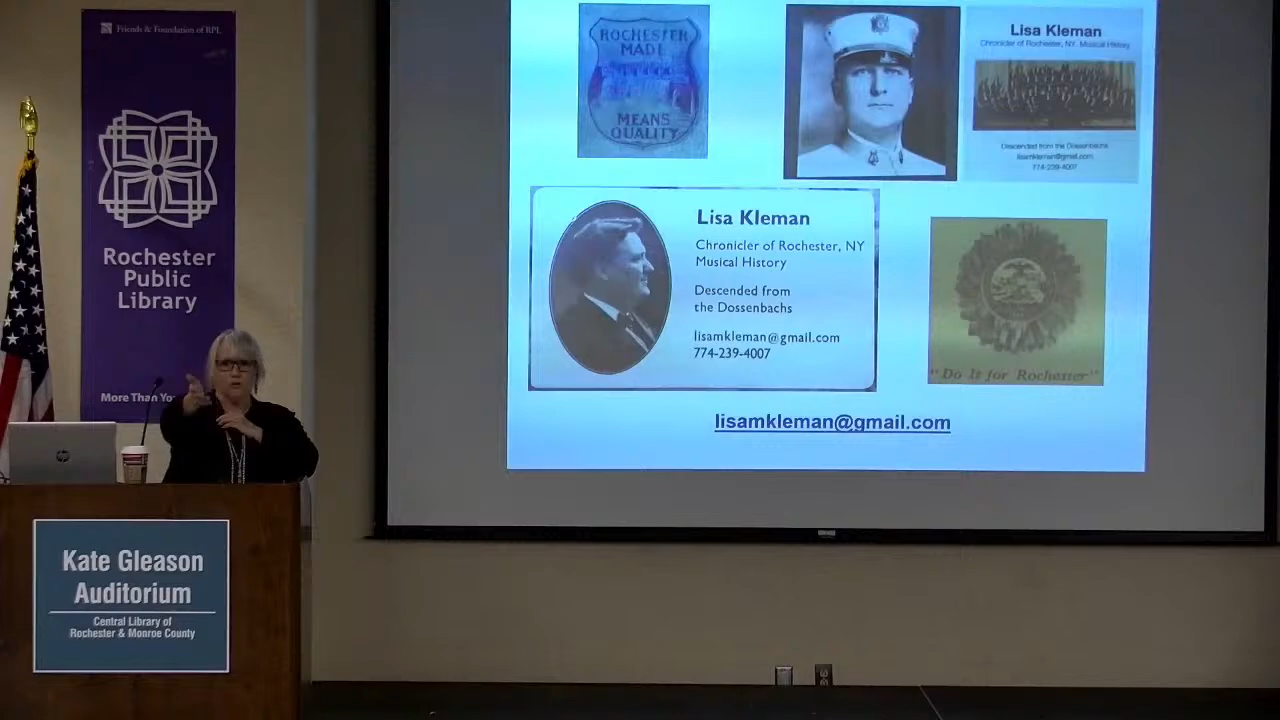 Friends & Foundation of RPL
Rochester
Public
Library
More Than Yo
hp
Kate Gleason
Auditorium
Central Library of
Rochester & Monroe County
ROCHESTER
MADE
MEANS
QUALITY
Lisa Kleman
Chronicler of Rochester, NY. Musical History
Descended from the Dossenbachs
lisamkleman@gmail.com
774-239-4007
Lisa Kleman
Chronicler of Rochester, NY
Musical History
Descended from
the Dossenbachs
lisamkleman@gmail.com
774-239-4007
"Do It for Rochester"
lisamkleman@gmail.com